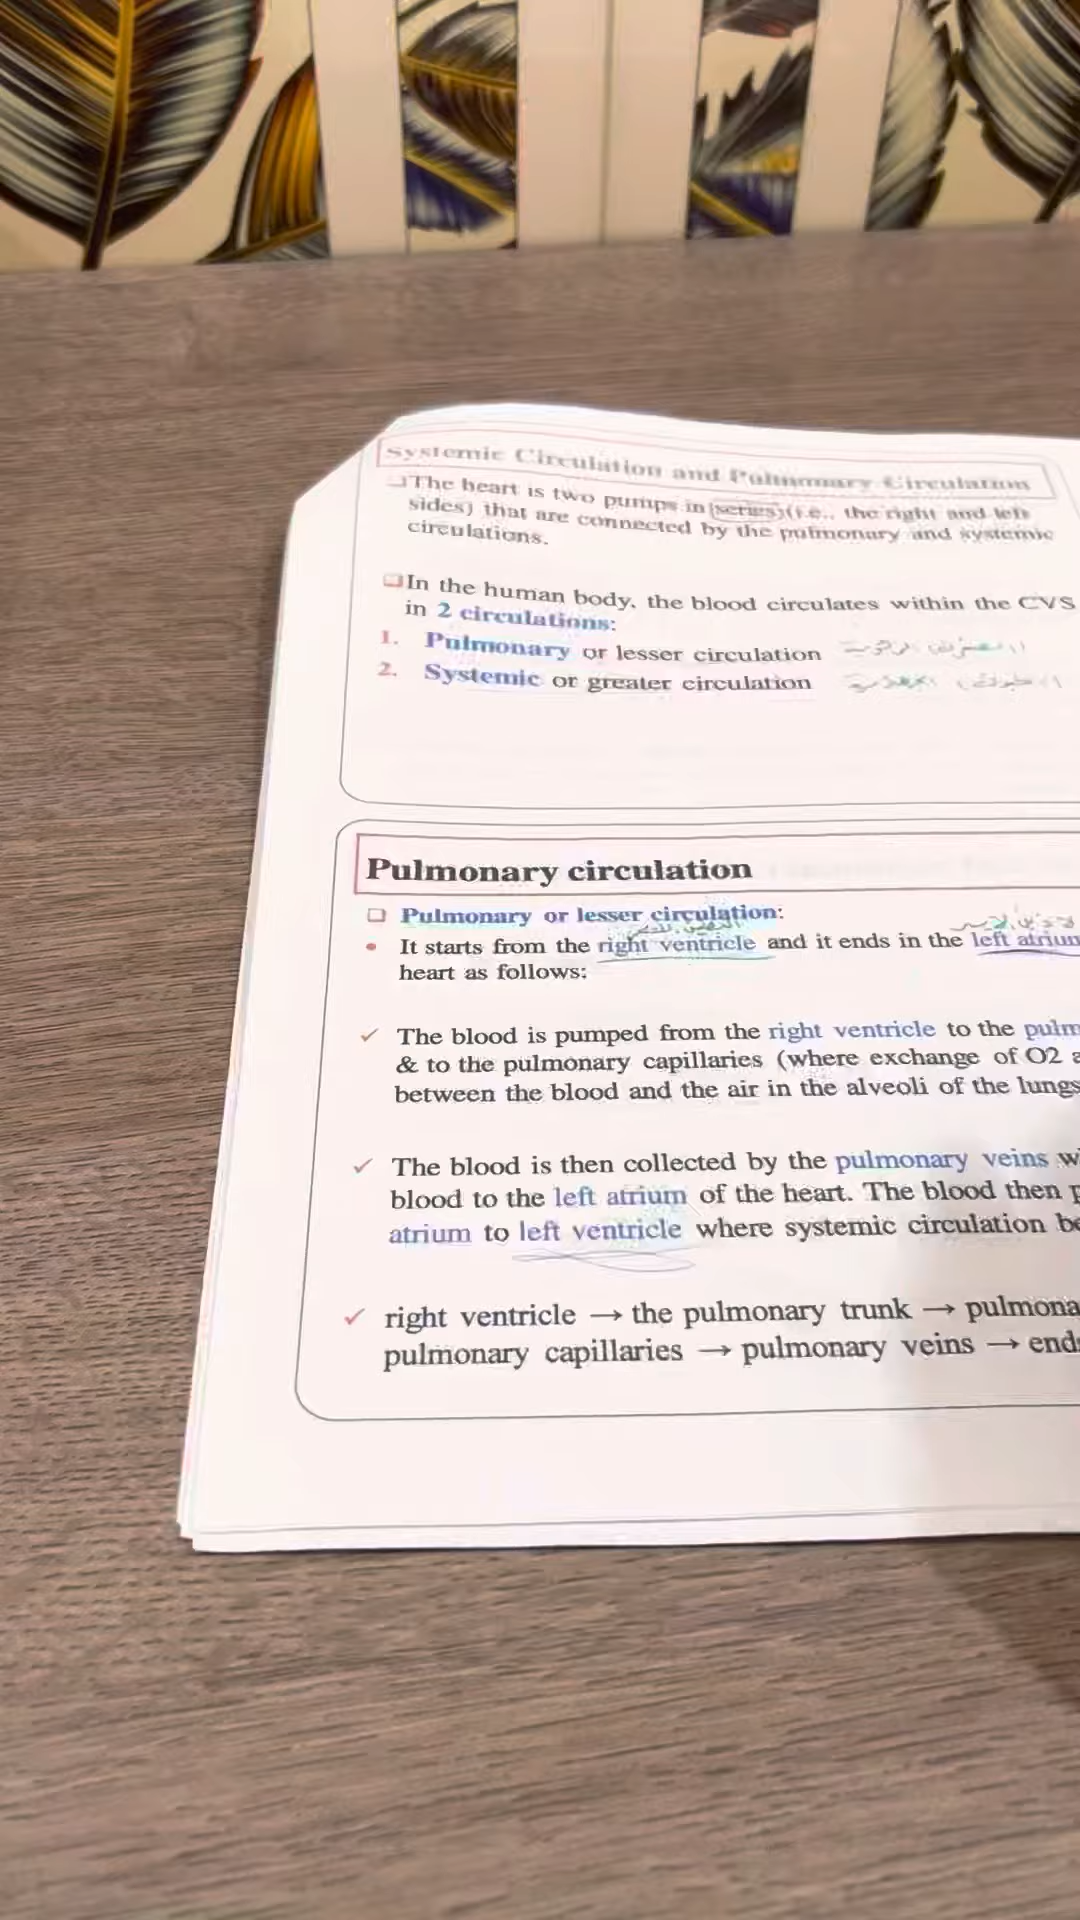 Systemic Circulation and Pulmonary Circulation
The heart is two pumps in (series) (i.e., the right and left
sides) that are connected by the pulmonary and systemic
circulations.
In the human body, the blood circulates within the CVS
in 2 circulations:
1. Pulmonary or lesser circulation
2. Systemic or greater circulation
Pulmonary circulation
Pulmonary or lesser circulation:
• It starts from the right ventricle and it ends in the left atrium
heart as follows:
✓ The blood is pumped from the right ventricle to the pulm
& to the pulmonary capillaries (where exchange of O2
between the blood and the air in the alveoli of the lungs
✓ The blood is then collected by the pulmonary veins w
blood to the left atrium of the heart. The blood then p
atrium to left ventricle where systemic circulation be
✓ right ventricle → the pulmonary trunk → pulmona
pulmonary capillaries → pulmonary veins → ends